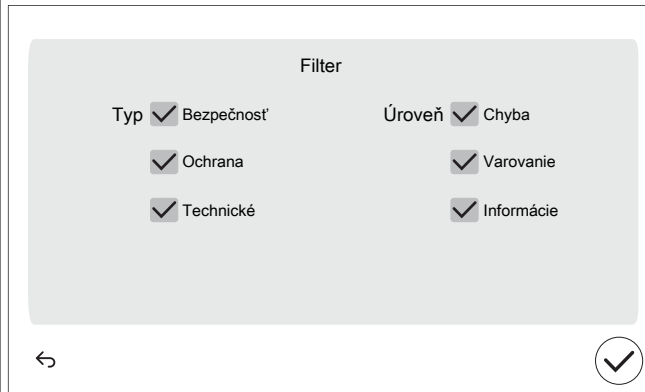 Filter
Typ Bezpečnosť Úroveň Chyba
Ochrana Varovanie
Technické Informácie